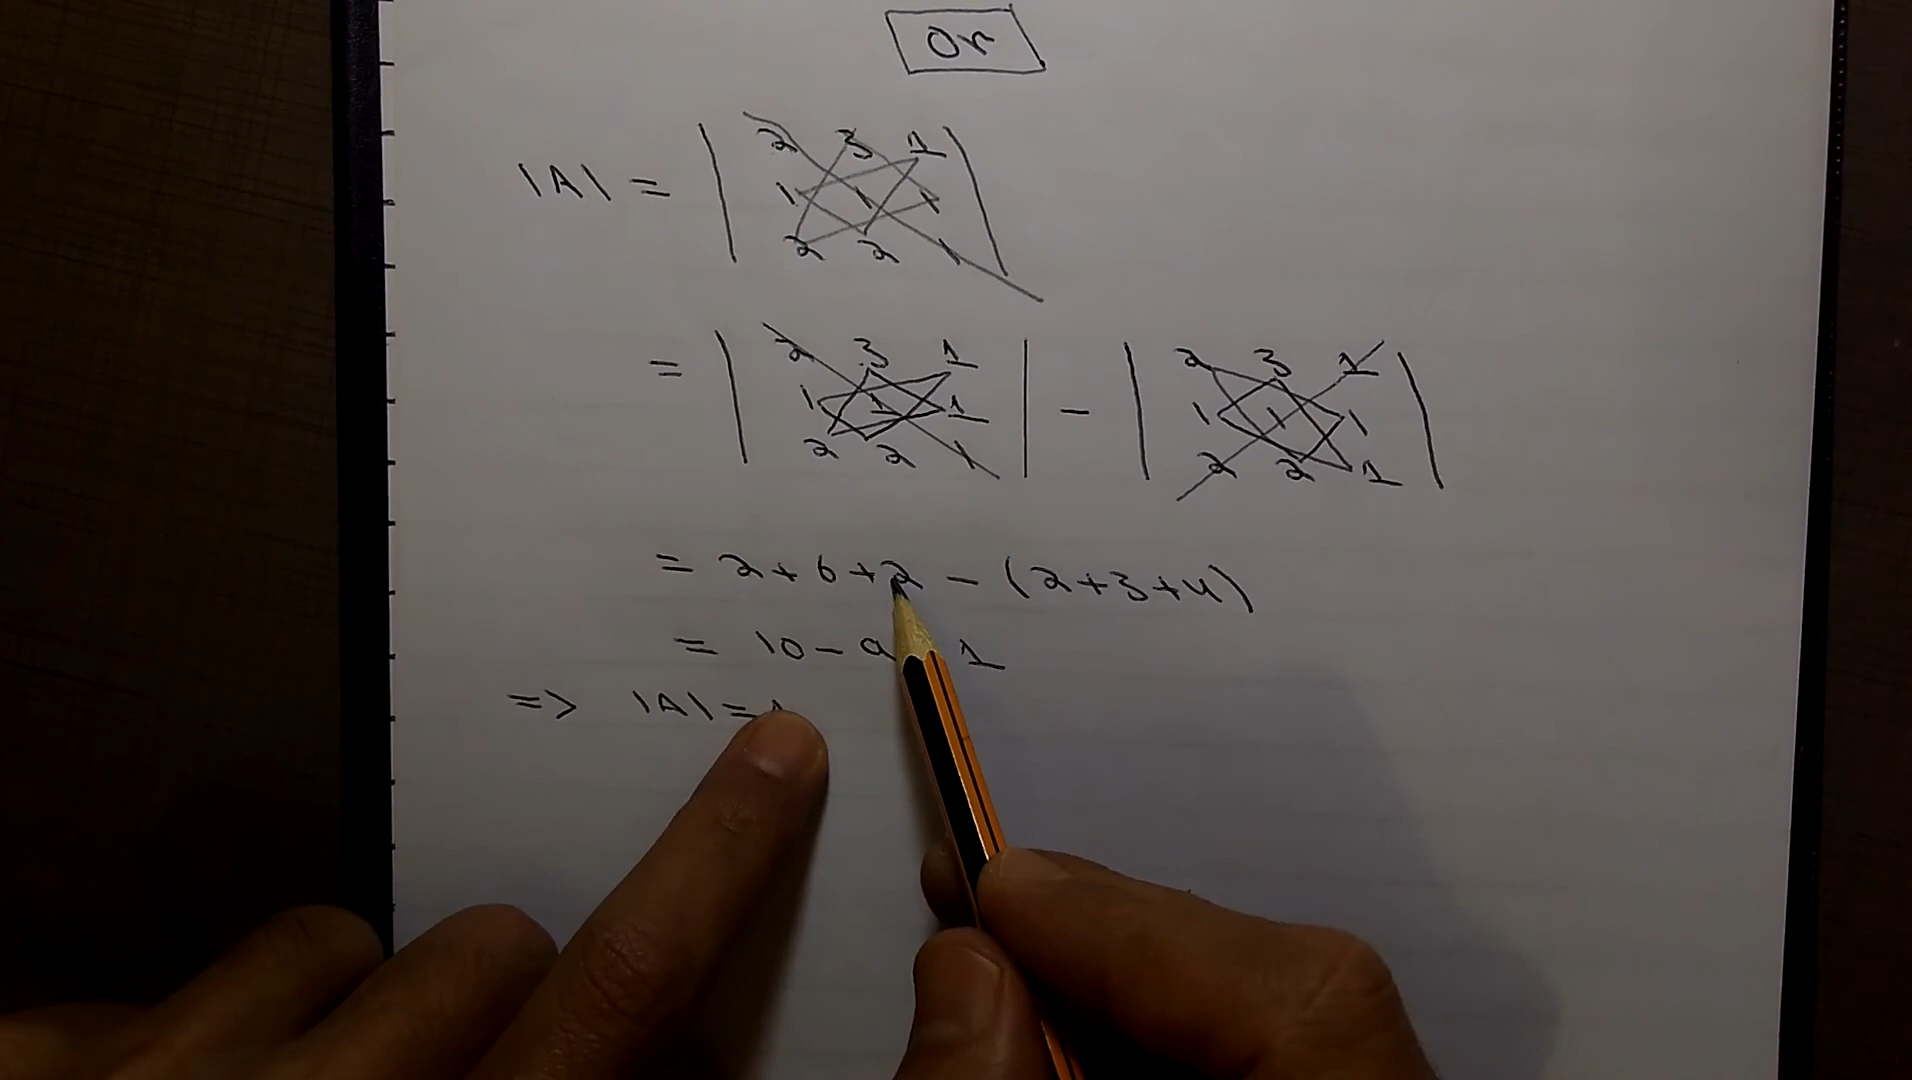 Or
|A| = | 2 3 1 |
1 1 1
2 2 1
= | 2 3 1 | - | 2 3 1 |
1 1 1 1 1 1
2 2 1 2 2 1
= 2+6+2 - (2+3+4)
= 10-9 1
=> |A| =